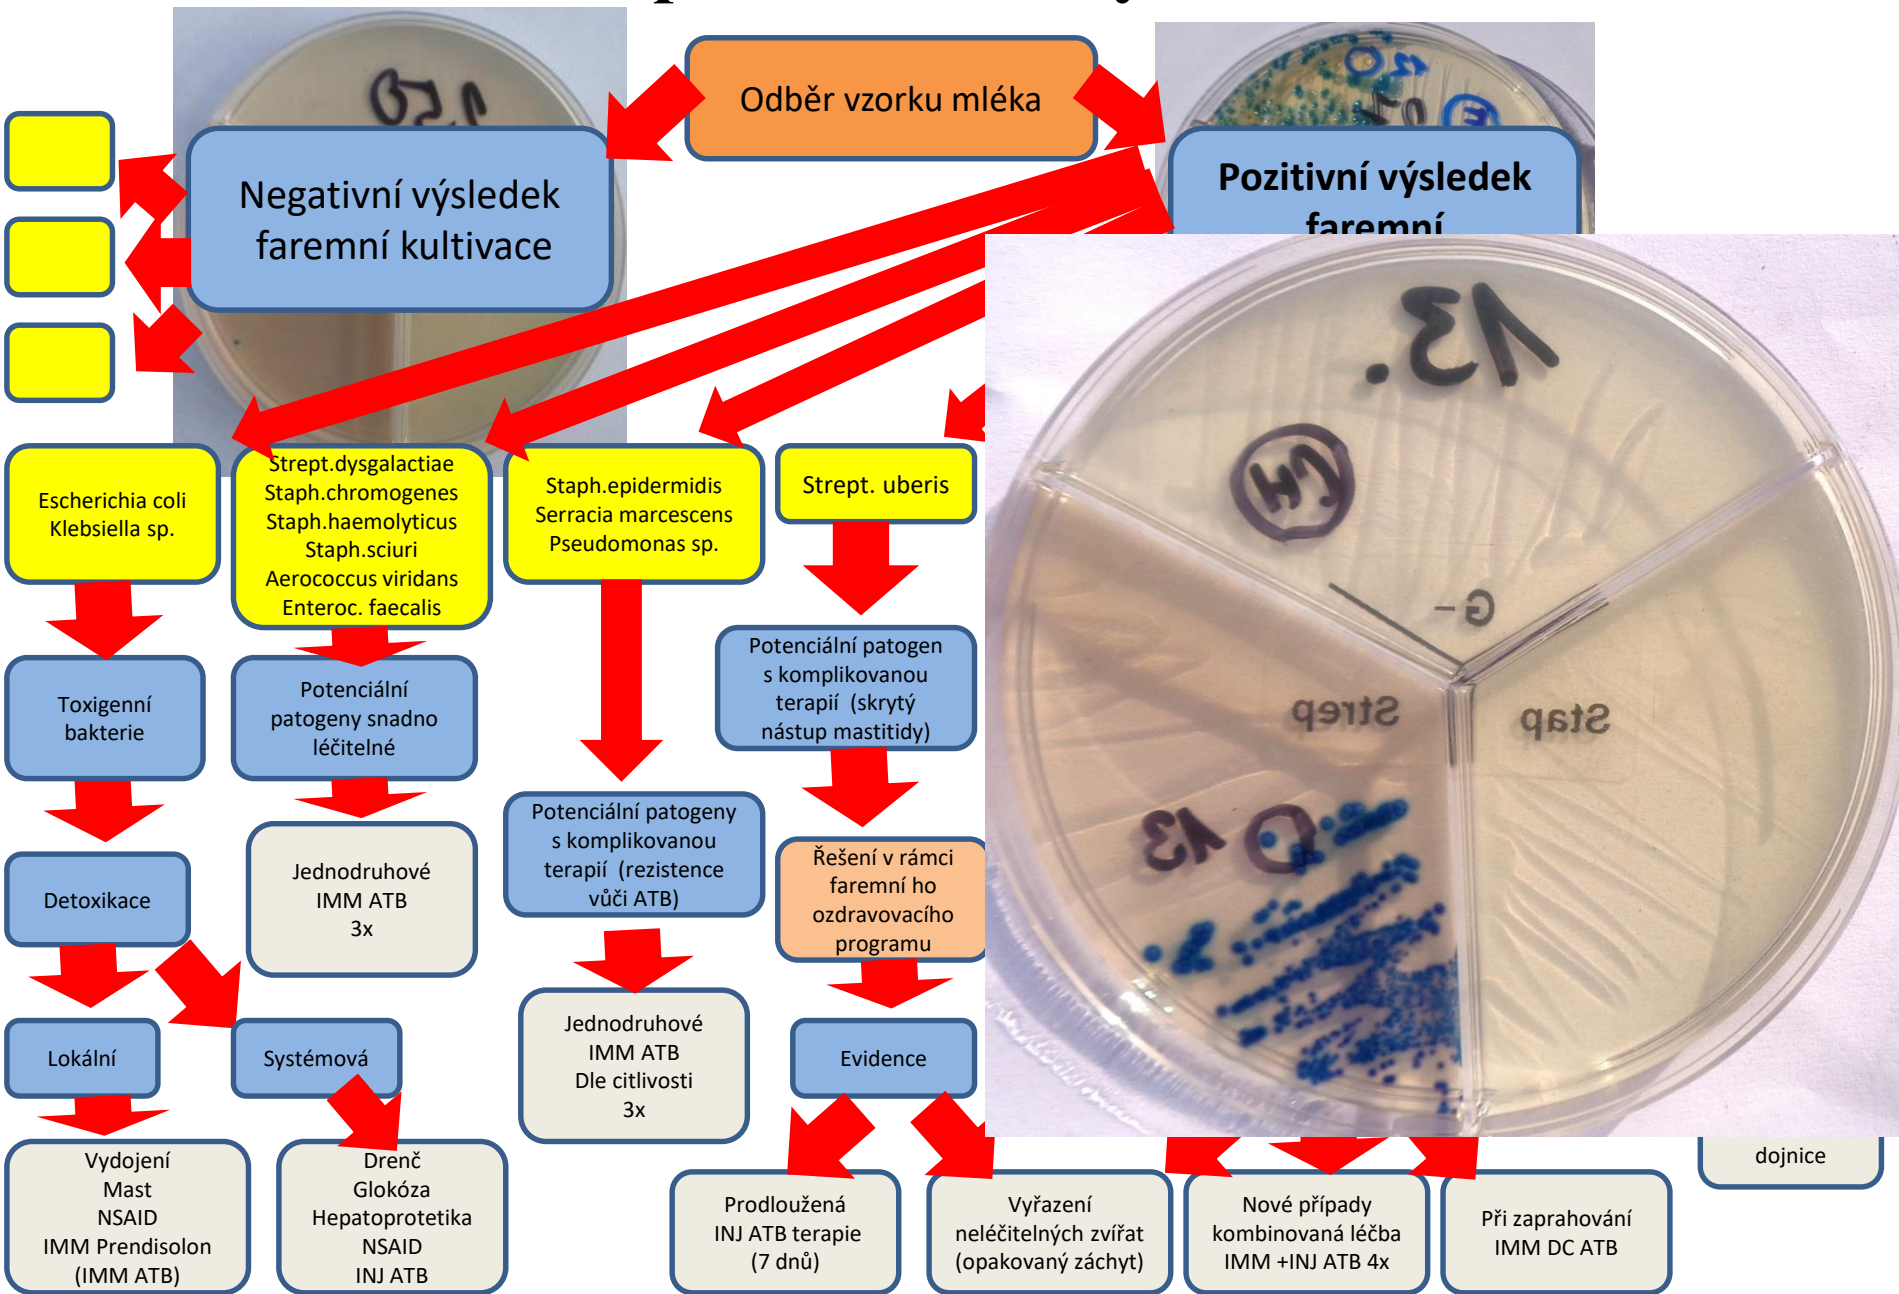 Odběr vzorku mléka
Negativní výsledek
faremní kultivace
Pozitivní výsledek
faremní
13.
CH
G-
Strep
Stap
D 13
Escherichia coli
Klebsiella sp.
Strept.dysgalactiae
Staph.chromogenes
Staph.haemolyticus
Staph.sciuri
Aerococcus viridans
Enteroc. faecalis
Staph.epidermidis
Serracia marcescens
Pseudomonas sp.
Strept. uberis
Toxigenní
bakterie
Potenciální
patogeny snadno
léčitelné
Potenciální patogeny
s komplikovanou
terapií (rezistence
vůči ATB)
Potenciální patogen
s komplikovanou
terapií (skrytý
nástup mastitidy)
Detoxikace
Jednodruhové
IMM ATB
3x
Řešení v rámci
faremní ho
ozdravovacího
programu
Lokální
Systémová
Jednodruhové
IMM ATB
Dle citlivosti
3x
Evidence
Vydojení
Mast
NSAID
IMM Prendisolon
(IMM ATB)
Drenč
Glokóza
Hepatoprotetika
NSAID
INJ ATB
Prodloužená
INJ ATB terapie
(7 dnů)
Vyřazení
neléčitelných zvířat
(opakovaný záchyt)
Nové případy
kombinovaná léčba
IMM +INJ ATB 4x
Při zaprahování
IMM DC ATB
dojnice